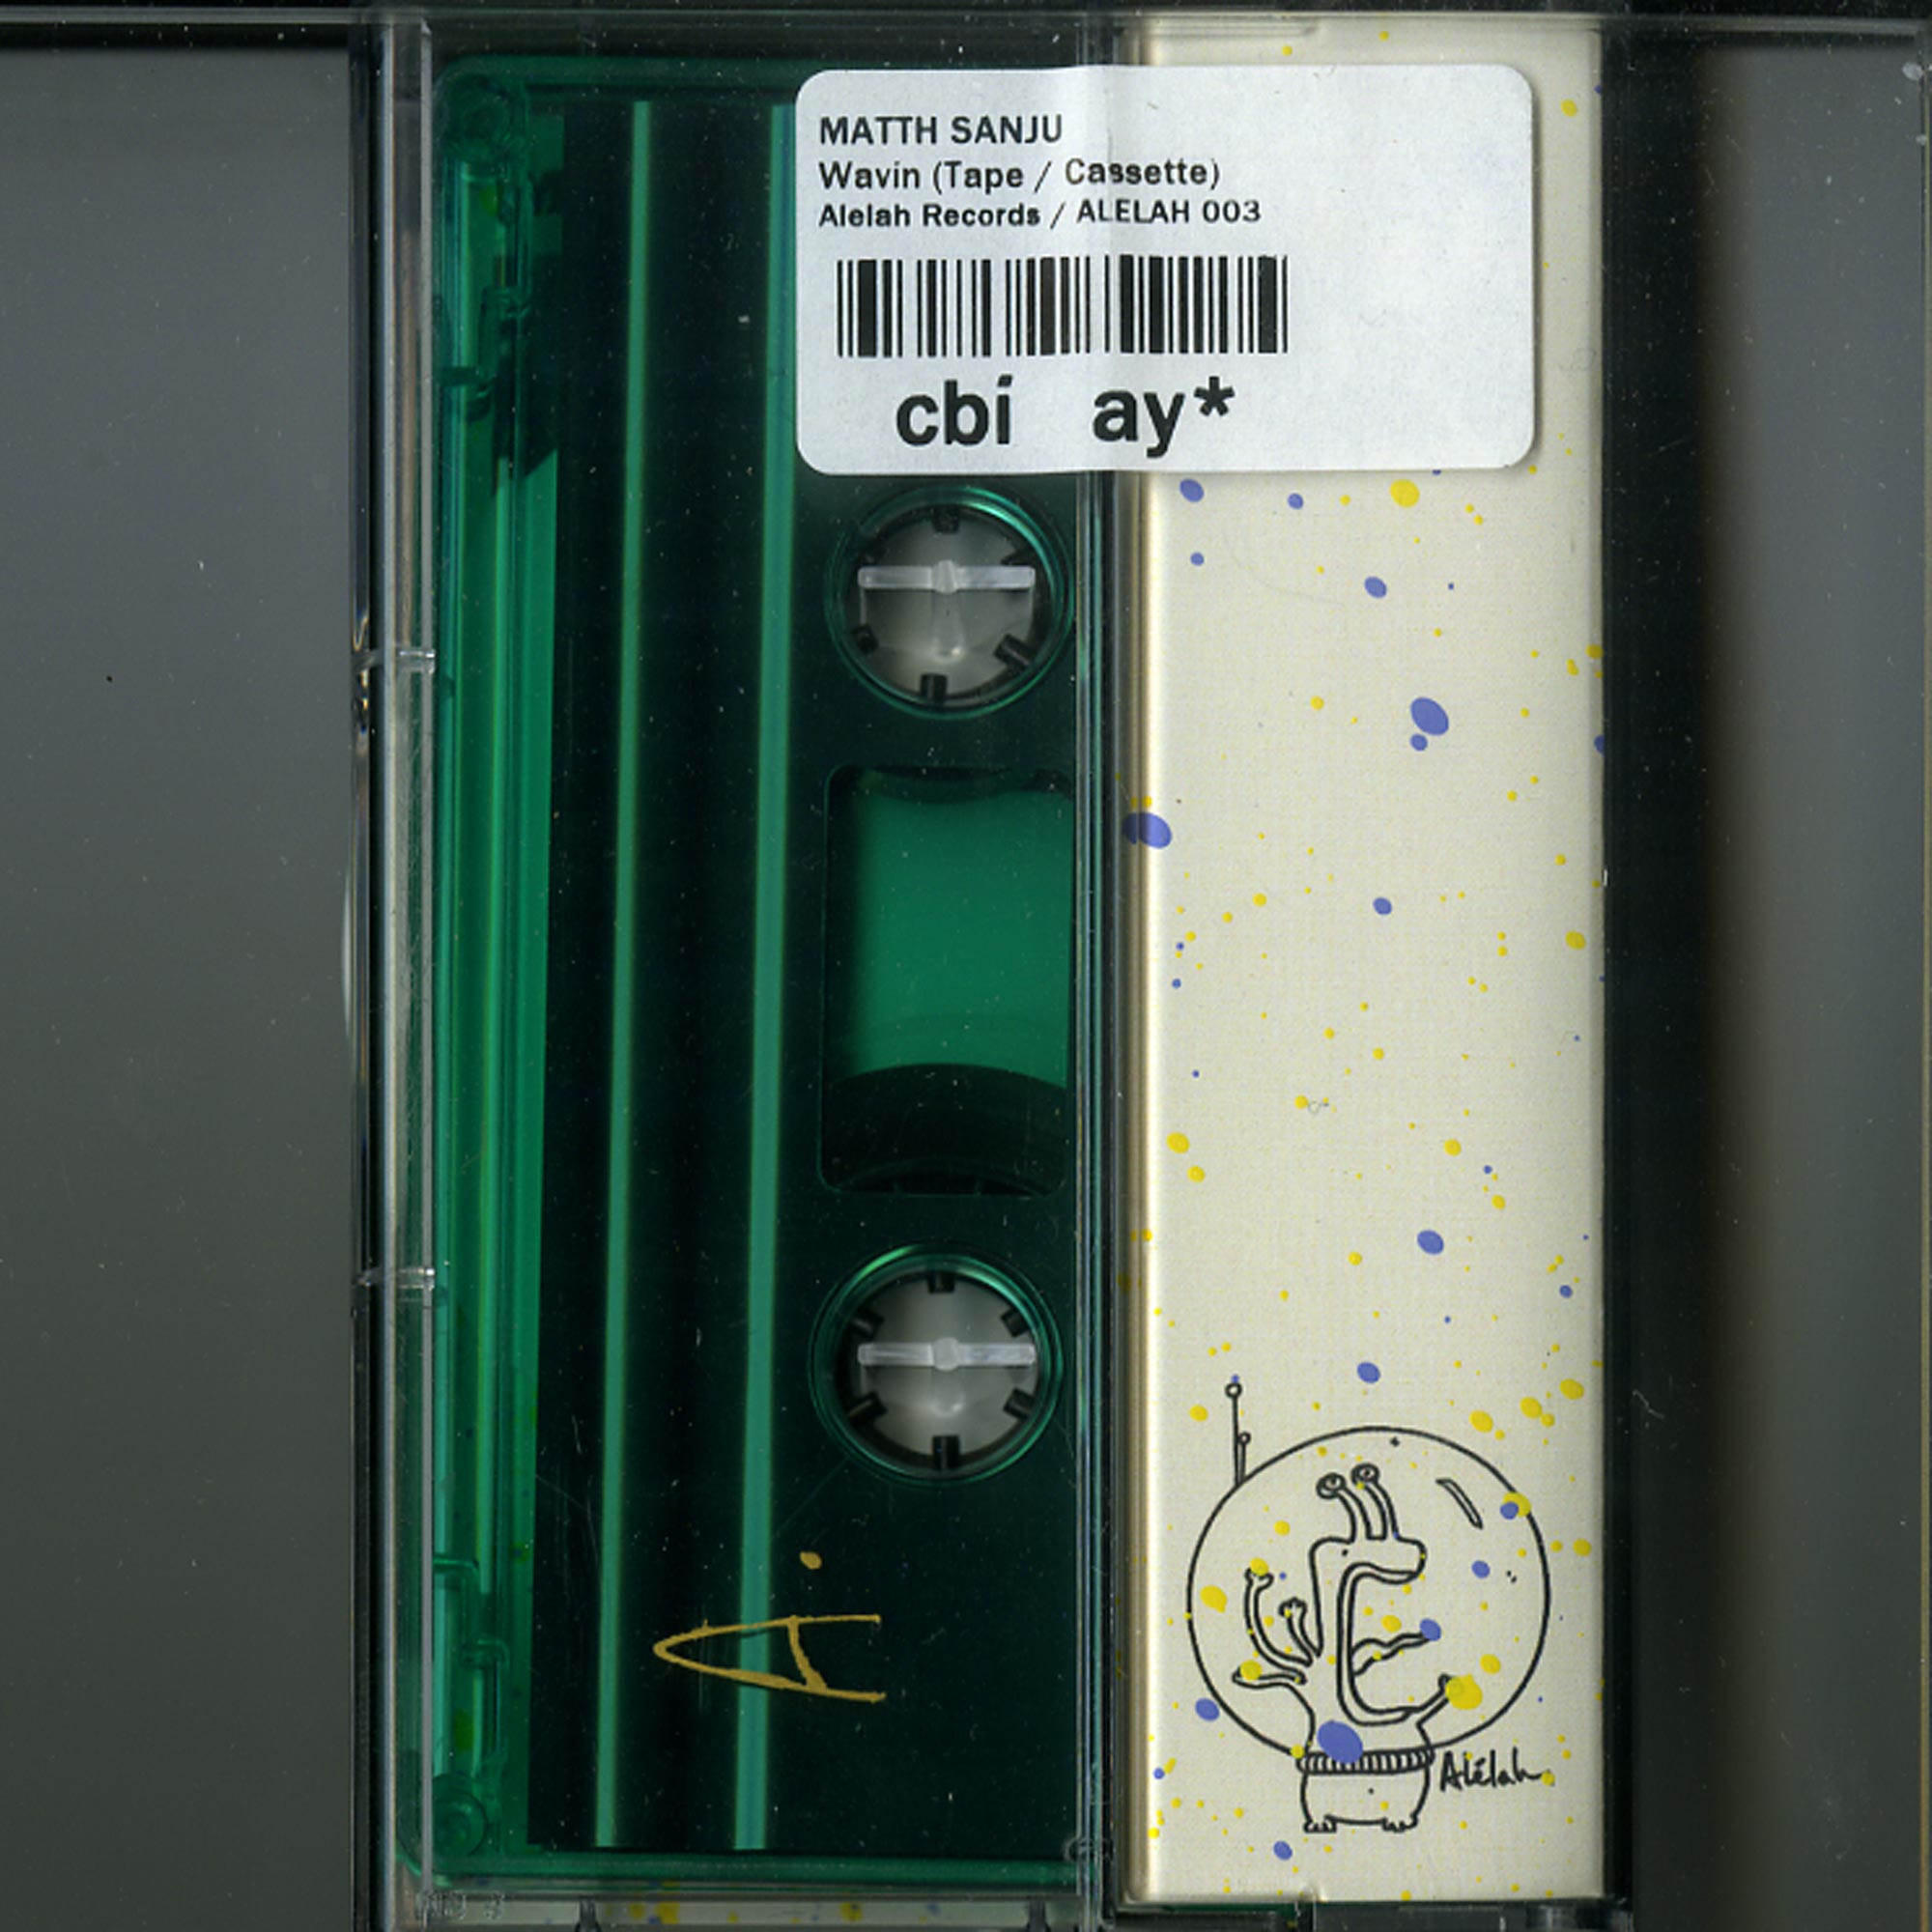 MATTH SANJU
Wavin (Tape / Cassette)
Alelah Records / ALELAH 003
cbi ay*
A.
Alélah